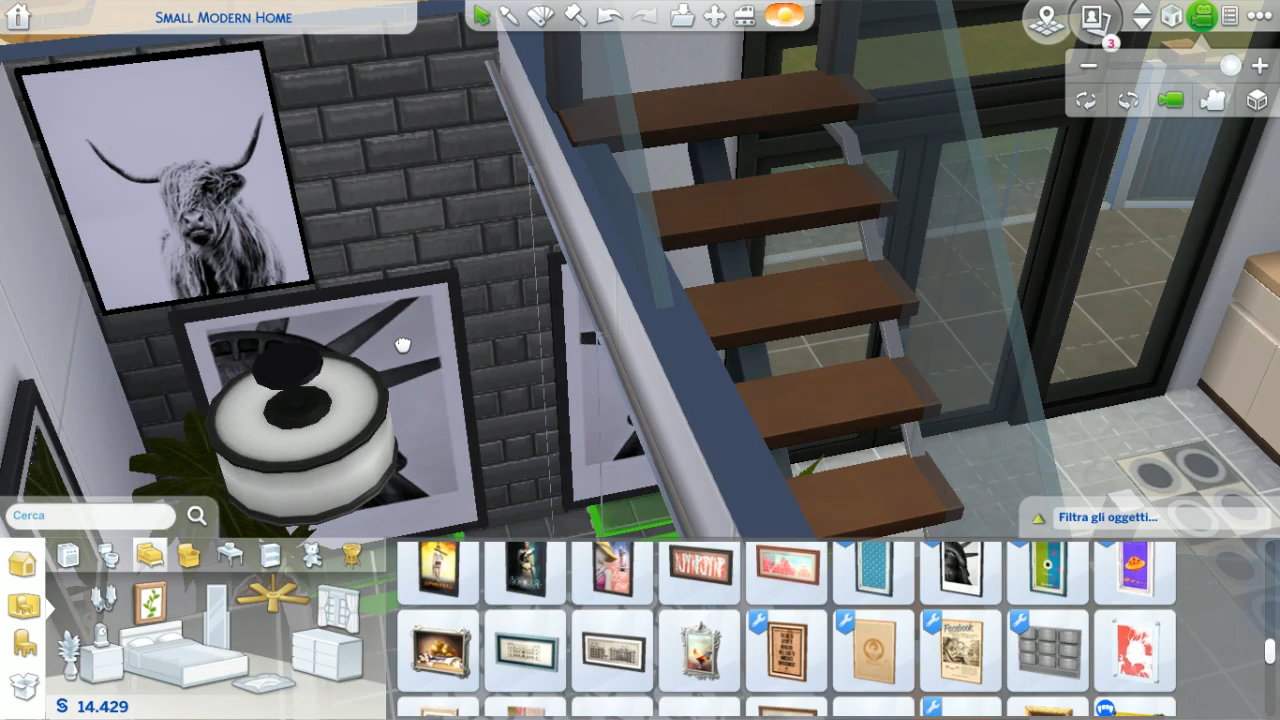 Small Modern Home
3
Cerca
Filtra gli oggetti...
Facebook
14.429